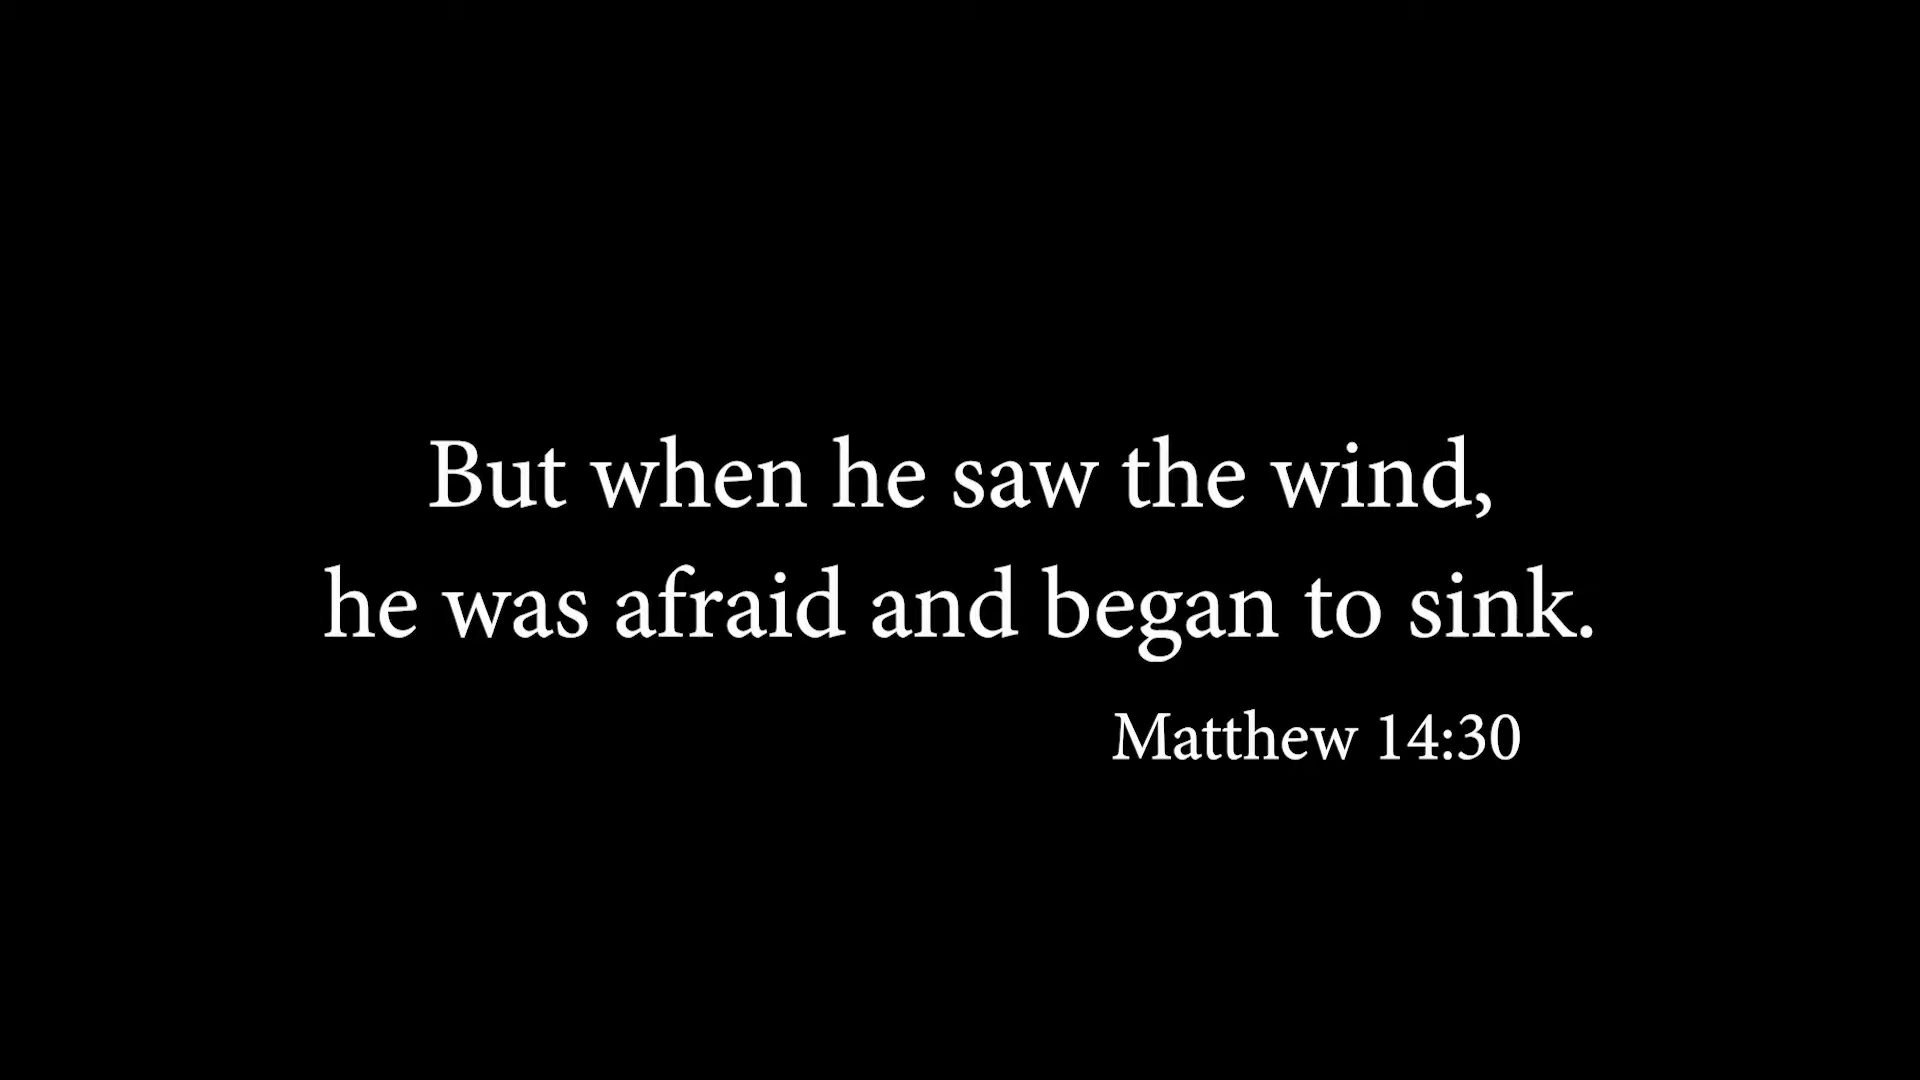 But when he saw the wind,
he was afraid and began to sink.
Matthew 14:30